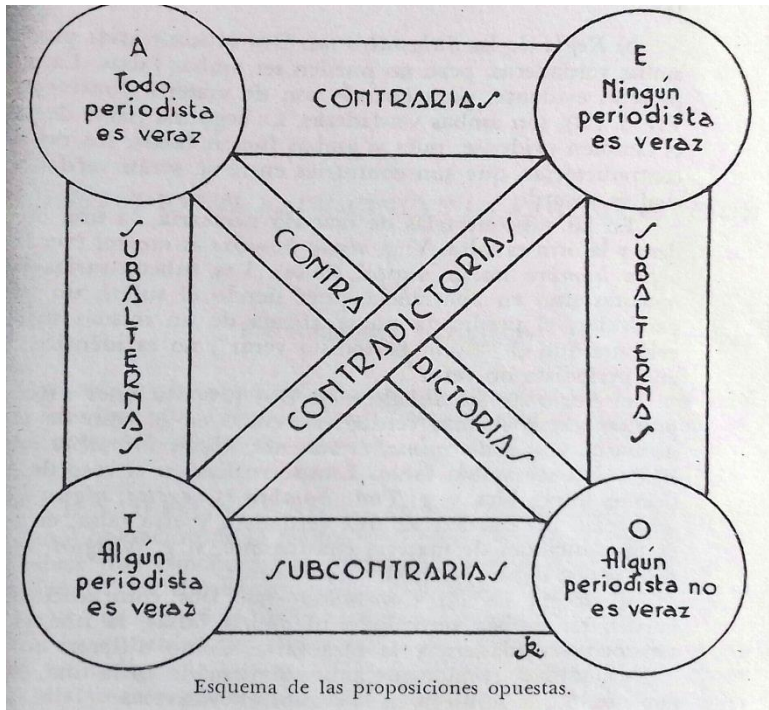 A
Todo
periodista
es veraz
CONTRARIAS
E
Ningun
periodista
es veraz
SUBALTERNAS
CONTRA
DICTORIAS
CONTRADICTORIAS
SUBALTERNAS
I
Algún
periodista
es veraz
SUBCONTRARIAS
O
Algún
periodista no
es veraz
k
Esquema de las proposiciones opuestas.